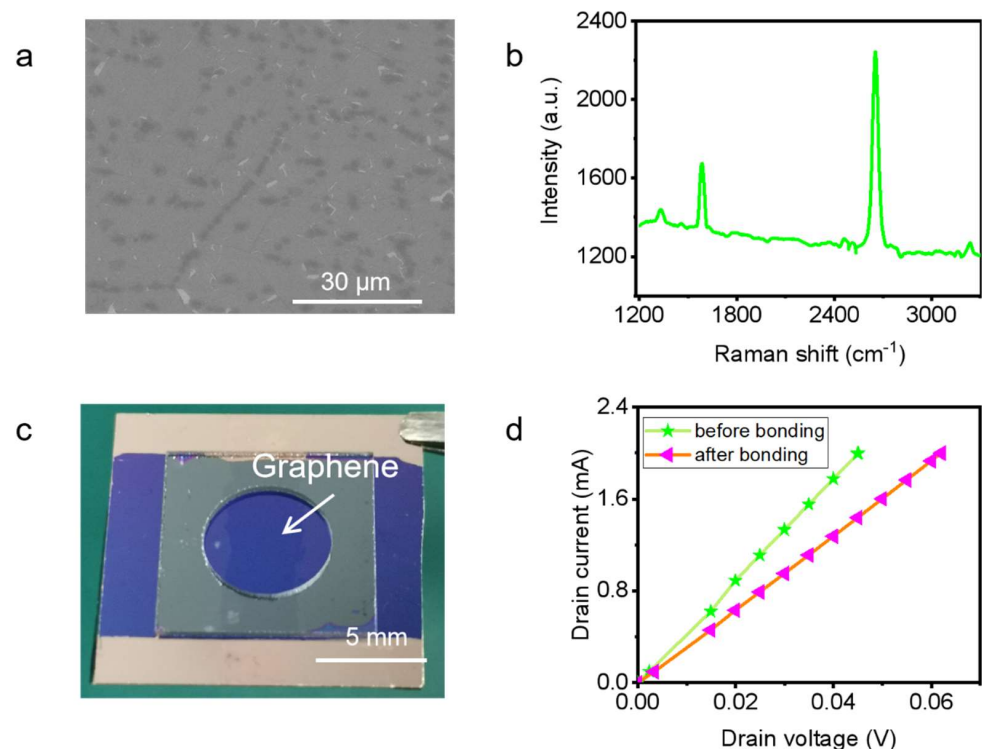 a
30 µm
b
2400
2000
1600
1200
Intensity (a.u.)
1200
1800
2400
3000
Raman shift (cm⁻¹)
c
Graphene
5 mm
d
2.4
1.6
0.8
0.0
Drain current (mA)
before bonding
after bonding
0.00
0.02
0.04
0.06
Drain voltage (V)